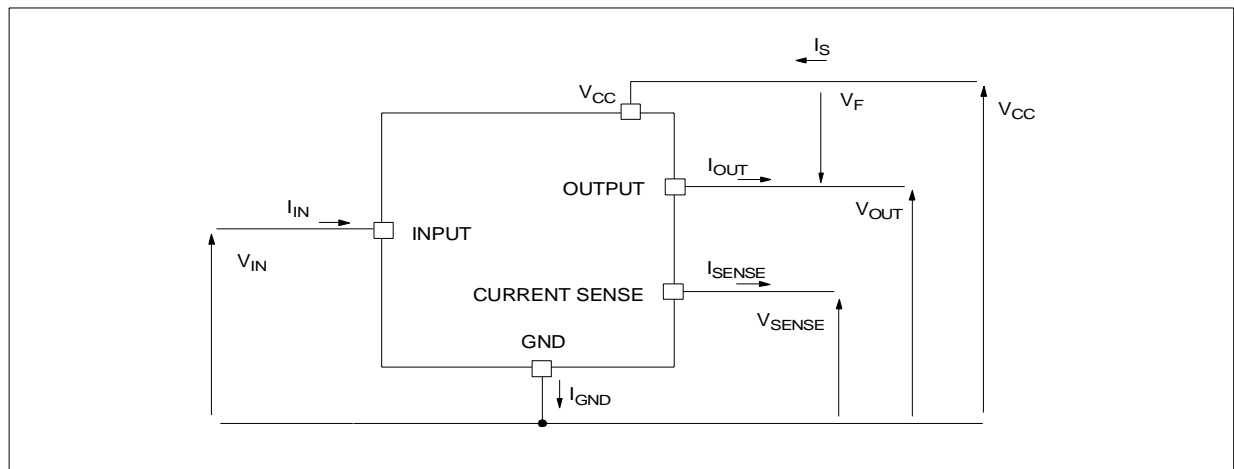 I_S
V_CC
V_F
V_CC
I_OUT
OUTPUT
V_OUT
I_IN
INPUT
V_IN
I_SENSE
CURRENT SENSE
V_SENSE
GND
I_GND